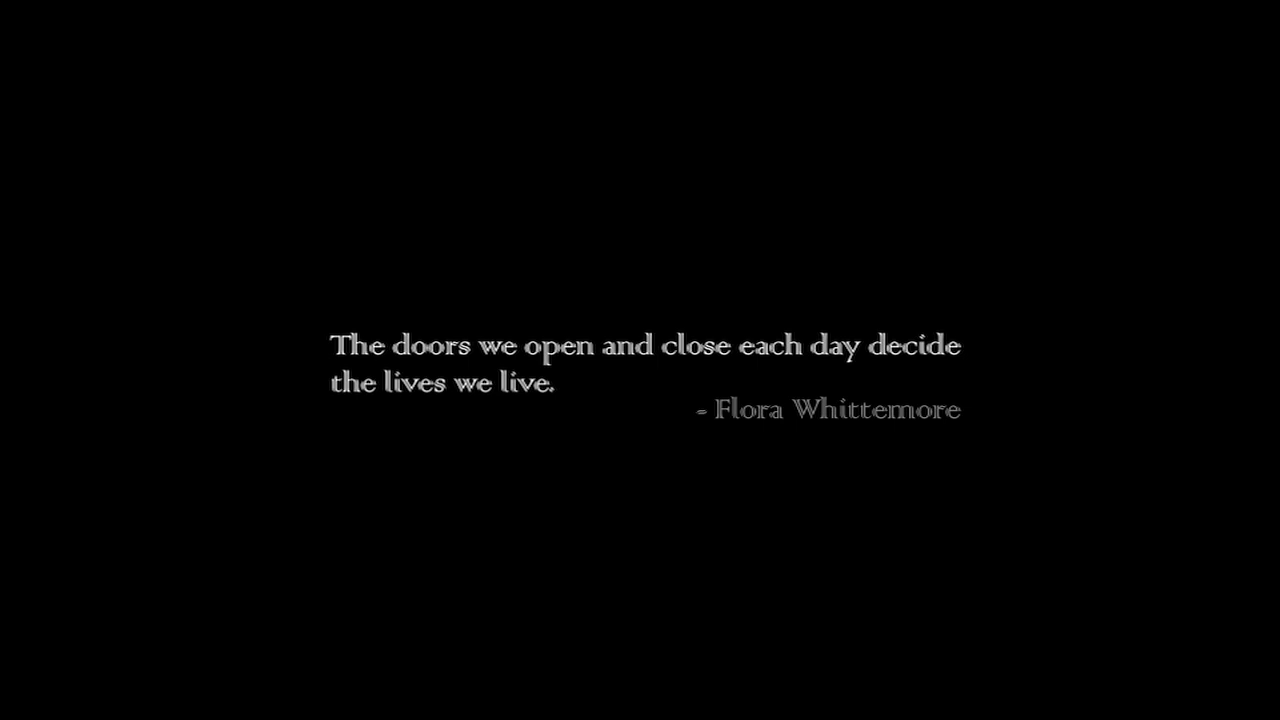 The doors we open and close each day decide
the lives we live.
- Flora Whittemore